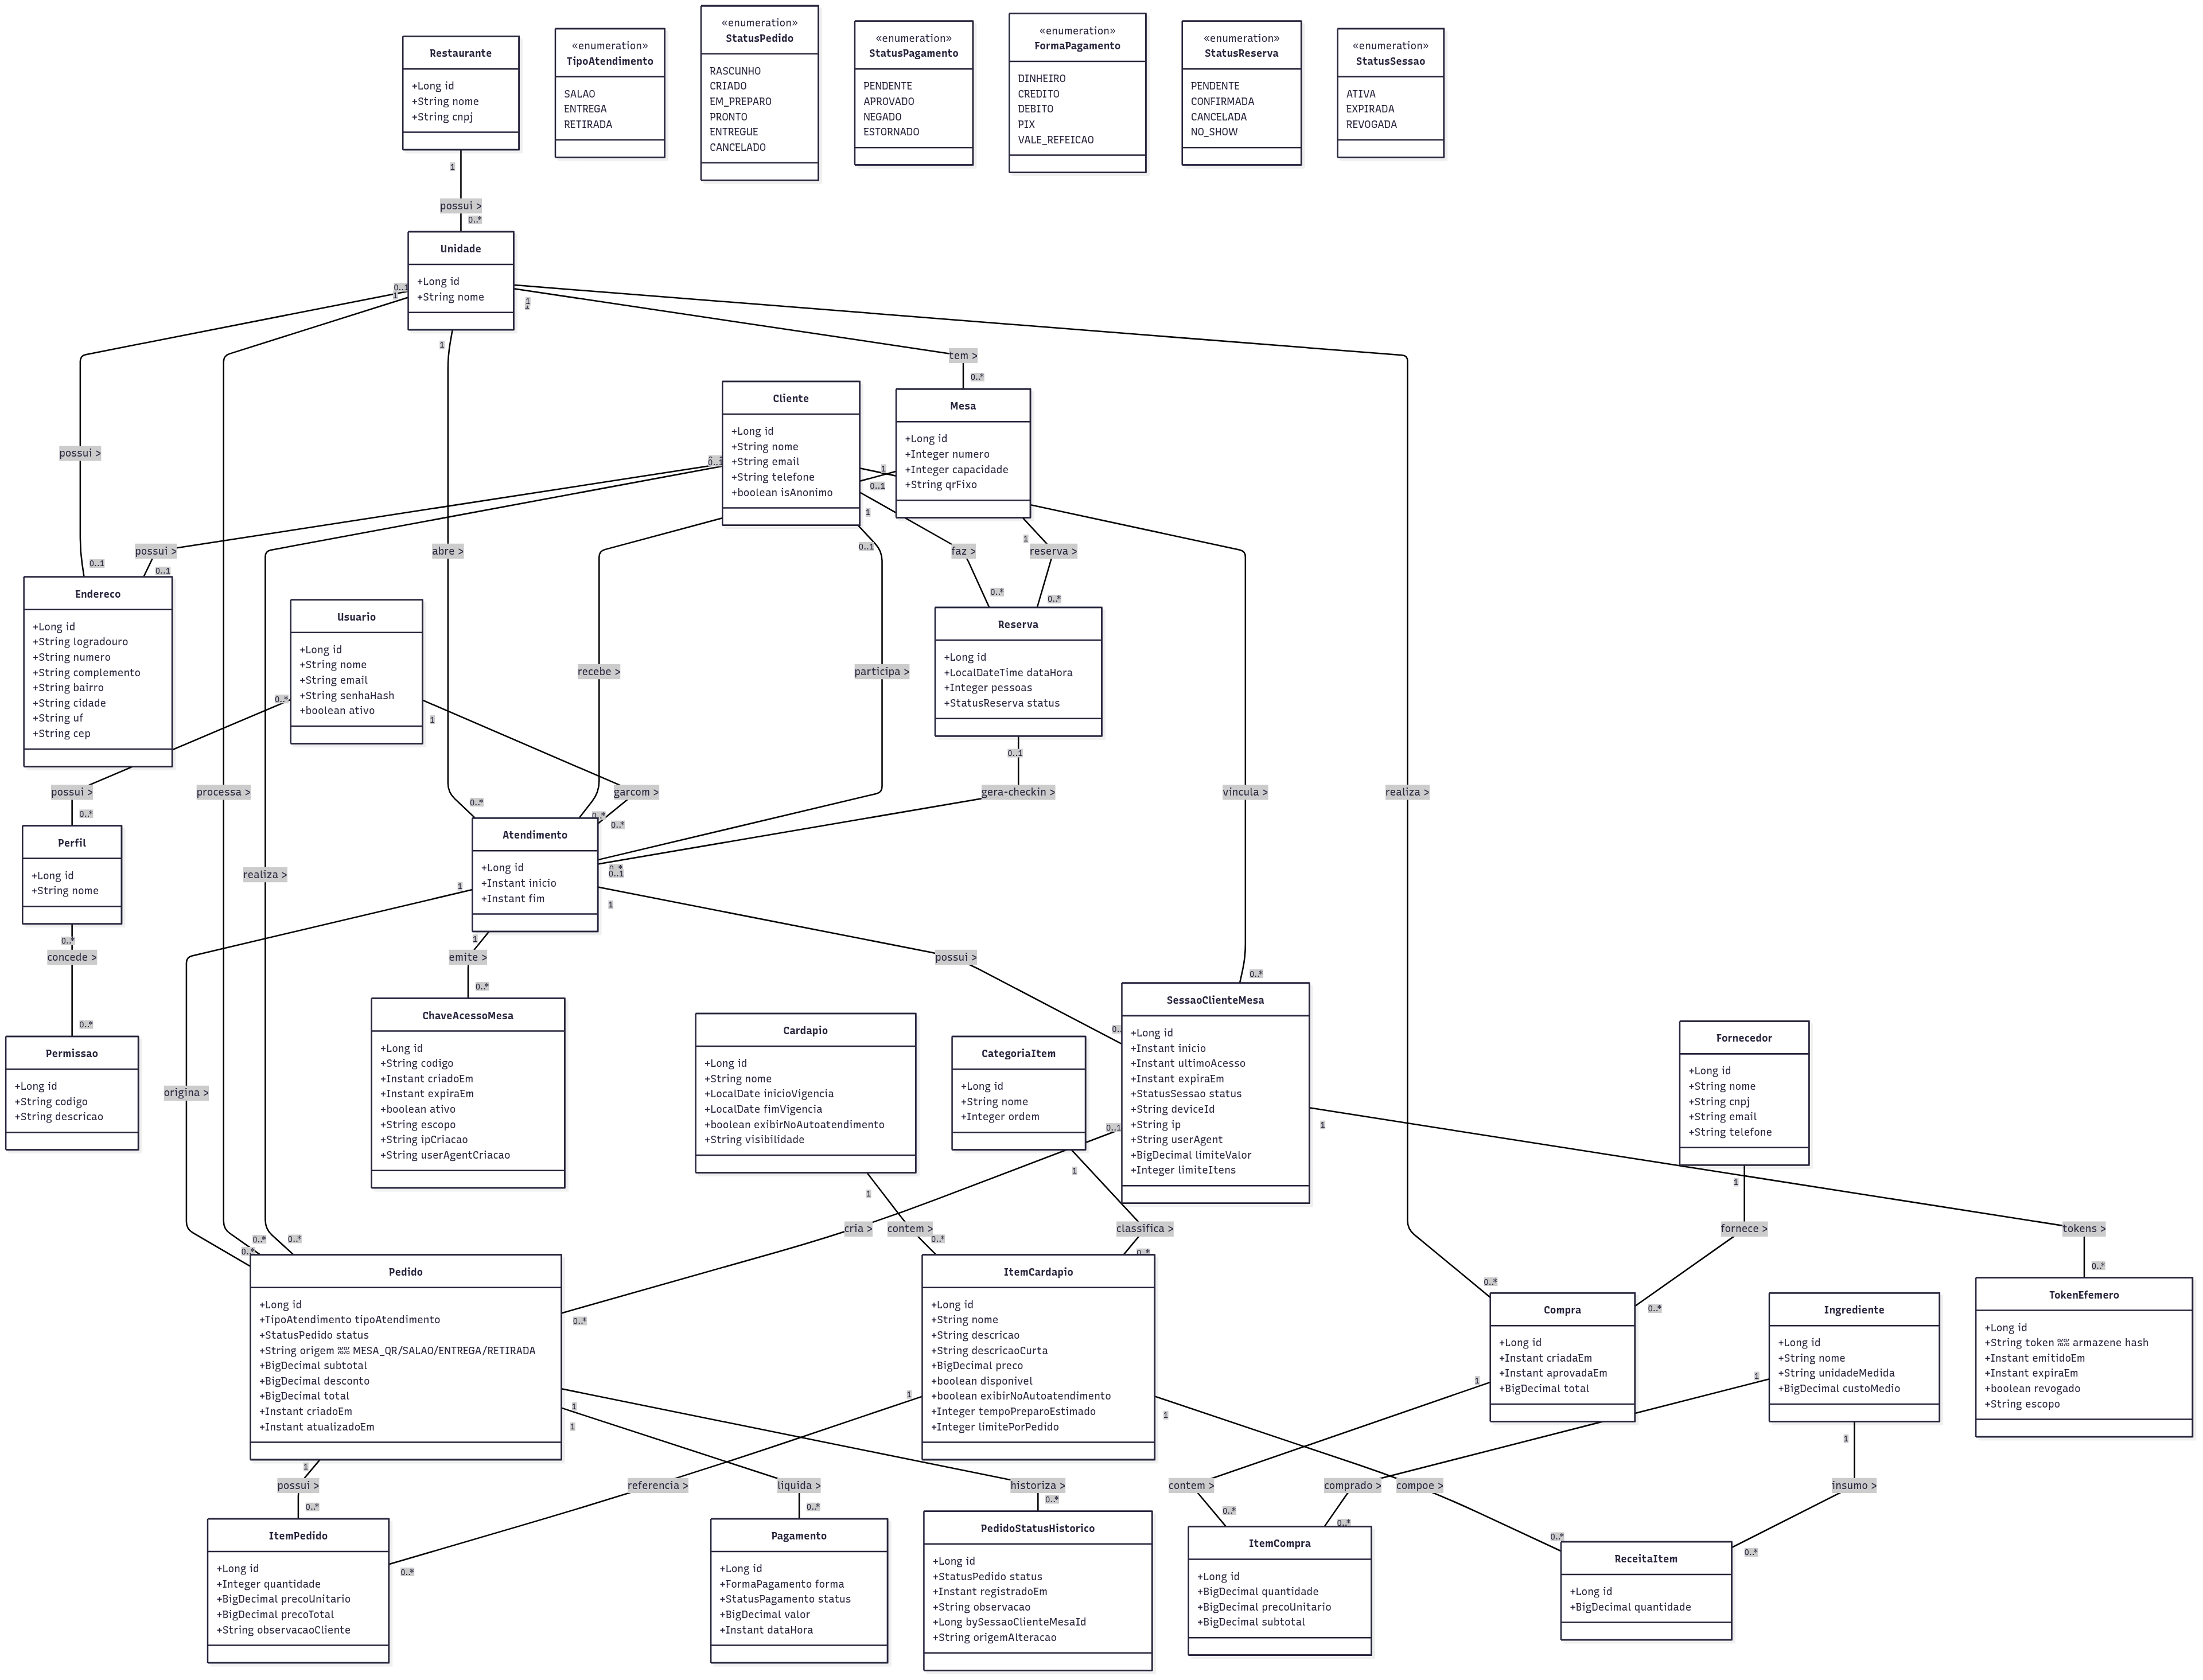 Restaurante
+Long id
+String nome
+String cnpj
«enumeration»
TipoAtendimento
SALAO
ENTREGA
RETIRADA
«enumeration»
StatusPedido
RASCUNHO
CRIADO
EM_PREPARO
PRONTO
ENTREGUE
CANCELADO
«enumeration»
StatusPagamento
PENDENTE
APROVADO
NEGADO
ESTORNADO
«enumeration»
FormaPagamento
DINHEIRO
CREDITO
DEBITO
PIX
VALE_REFEICAO
«enumeration»
StatusReserva
PENDENTE
CONFIRMADA
CANCELADA
NO_SHOW
«enumeration»
StatusSessao
ATIVA
EXPIRADA
REVOGADA
1
possui >
0..*
Unidade
+Long id
+String nome
0..1
1
1
1
tem >
0..*
Cliente
+Long id
+String nome
+String email
+String telefone
+boolean isAnonimo
Mesa
+Long id
+Integer numero
+Integer capacidade
+String qrFixo
possui >
0..1
1
0..1
1
0..1
1
possui >
abre >
faz >
reserva >
0..1
0..1
0..*
0..*
Endereco
+Long id
+String logradouro
+String numero
+String complemento
+String bairro
+String cidade
+String uf
+String cep
Usuario
+Long id
+String nome
+String email
+String senhaHash
+boolean ativo
Reserva
+Long id
+LocalDateTime dataHora
+Integer pessoas
+StatusReserva status
recebe >
participa >
0..*
1
0..1
possui >
processa >
garcom >
gera-checkin >
vincula >
realiza >
0..*
0..*
0..*
0..*
Perfil
+Long id
+String nome
Atendimento
+Long id
+Instant inicio
+Instant fim
realiza >
0..*
0..1
1
1
0..*
1
concede >
emite >
possui >
0..*
0..*
0..*
Permissao
+Long id
+String codigo
+String descricao
ChaveAcessoMesa
+Long id
+String codigo
+Instant criadoEm
+Instant expiraEm
+boolean ativo
+String escopo
+String ipCriacao
+String userAgentCriacao
Cardapio
+Long id
+String nome
+LocalDate inicioVigencia
+LocalDate fimVigencia
+boolean exibirNoAutoatendimento
+String visibilidade
CategoriaItem
+Long id
+String nome
+Integer ordem
SessaoClienteMesa
+Long id
+Instant inicio
+Instant ultimoAcesso
+Instant expiraEm
+StatusSessao status
+String deviceId
+String ip
+String userAgent
+BigDecimal limiteValor
+Integer limiteItens
Fornecedor
+Long id
+String nome
+String cnpj
+String email
+String telefone
origina >
0..1
1
1
1
1
cria >
contem >
classifica >
fornece >
tokens >
0..*
0..*
0..*
0..*
0..*
0..*
0..*
Pedido
+Long id
+TipoAtendimento tipoAtendimento
+StatusPedido status
+String origem %% MESA_QR/SALAO/ENTREGA/RETIRADA
+BigDecimal subtotal
+BigDecimal desconto
+BigDecimal total
+Instant criadoEm
+Instant atualizadoEm
0..*
ItemCardapio
+Long id
+String nome
+String descricao
+String descricaoCurta
+BigDecimal preco
+boolean disponivel
+boolean exibirNoAutoatendimento
+Integer tempoPreparoEstimado
+Integer limitePorPedido
Compra
+Long id
+Instant criadaEm
+Instant aprovadaEm
+BigDecimal total
0..*
Ingrediente
+Long id
+String nome
+String unidadeMedida
+BigDecimal custoMedio
TokenEfemero
+Long id
+String token %% armazene hash
+Instant emitidoEm
+Instant expiraEm
+boolean revogado
+String escopo
1
1
1
1
1
1
1
1
possui >
referencia >
liquida >
historiza >
contem >
comprado >
compoe >
insumo >
0..*
0..*
0..*
0..*
0..*
0..*
0..*
0..*
ItemPedido
+Long id
+Integer quantidade
+BigDecimal precoUnitario
+BigDecimal precoTotal
+String observacaoCliente
Pagamento
+Long id
+FormaPagamento forma
+StatusPagamento status
+BigDecimal valor
+Instant dataHora
PedidoStatusHistorico
+Long id
+StatusPedido status
+Instant registradoEm
+String observacao
+Long bySessaoClienteMesaId
+String origemAlteracao
ItemCompra
+Long id
+BigDecimal quantidade
+BigDecimal precoUnitario
+BigDecimal subtotal
ReceitaItem
+Long id
+BigDecimal quantidade